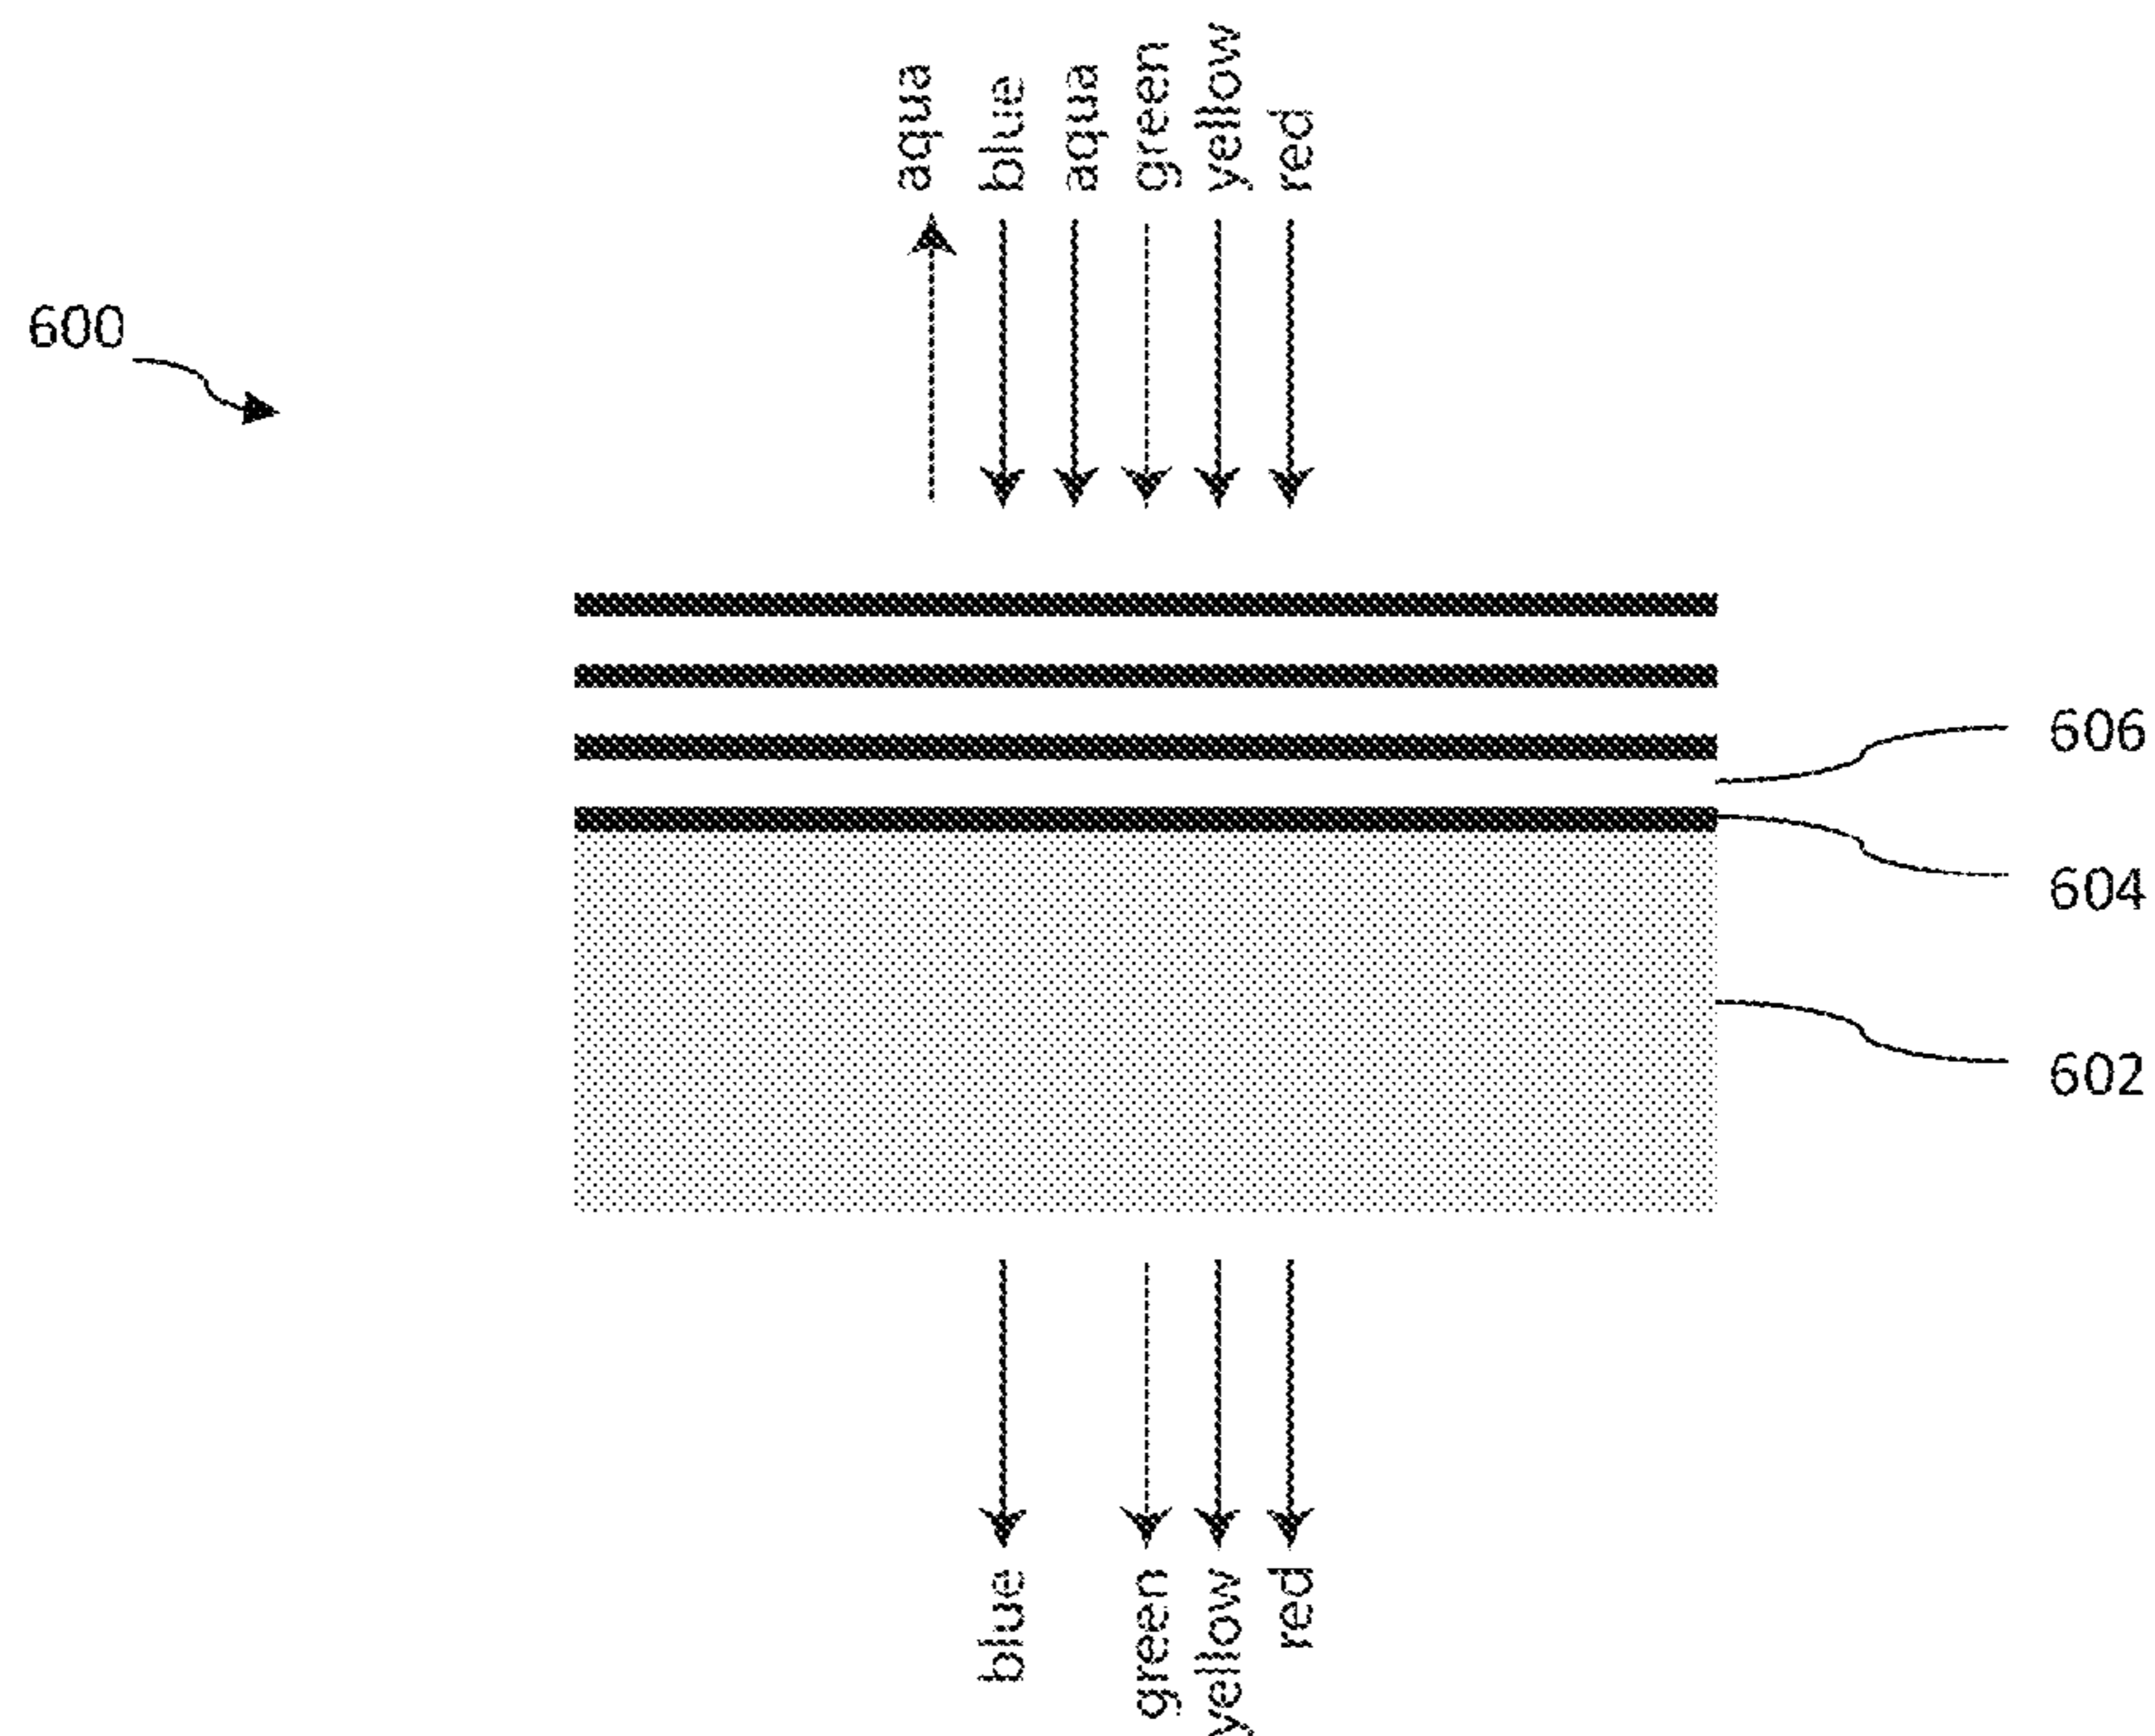 aqua
blue
aqua
green
yellow
red
600
606
604
602
blue
green
yellow
red